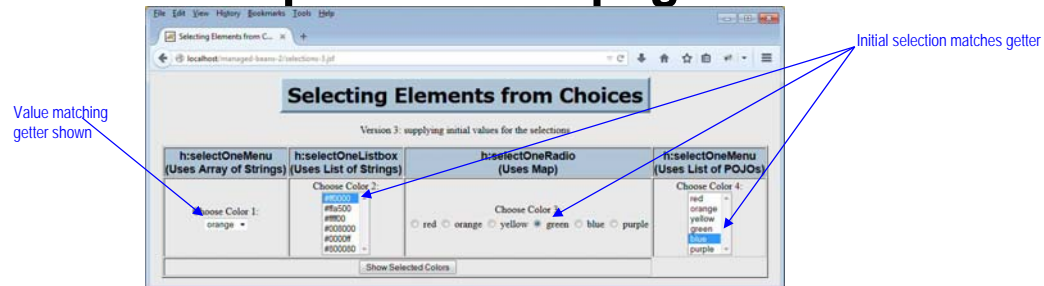 File Edit View History Bookmarks Tools Help
Selecting Elements from C... × +
localhost/managed-beans-2/selections-3.jsf
Initial selection matches getter
Value matching
getter shown
Selecting Elements from Choices
Version 3: supplying initial values for the selections
h:selectOneMenu
(Uses Array of Strings)
h:selectOneListbox
(Uses List of Strings)
h:selectOneRadio
(Uses Map)
h:selectOneMenu
(Uses List of POJOs)
Choose Color 1:
orange
Choose Color 2:
#ff0000
#ffa500
#ffff00
#008000
#0000ff
#800080
Choose Color 3:
red orange yellow green blue purple
Choose Color 4:
red
orange
yellow
green
blue
purple
Show Selected Colors